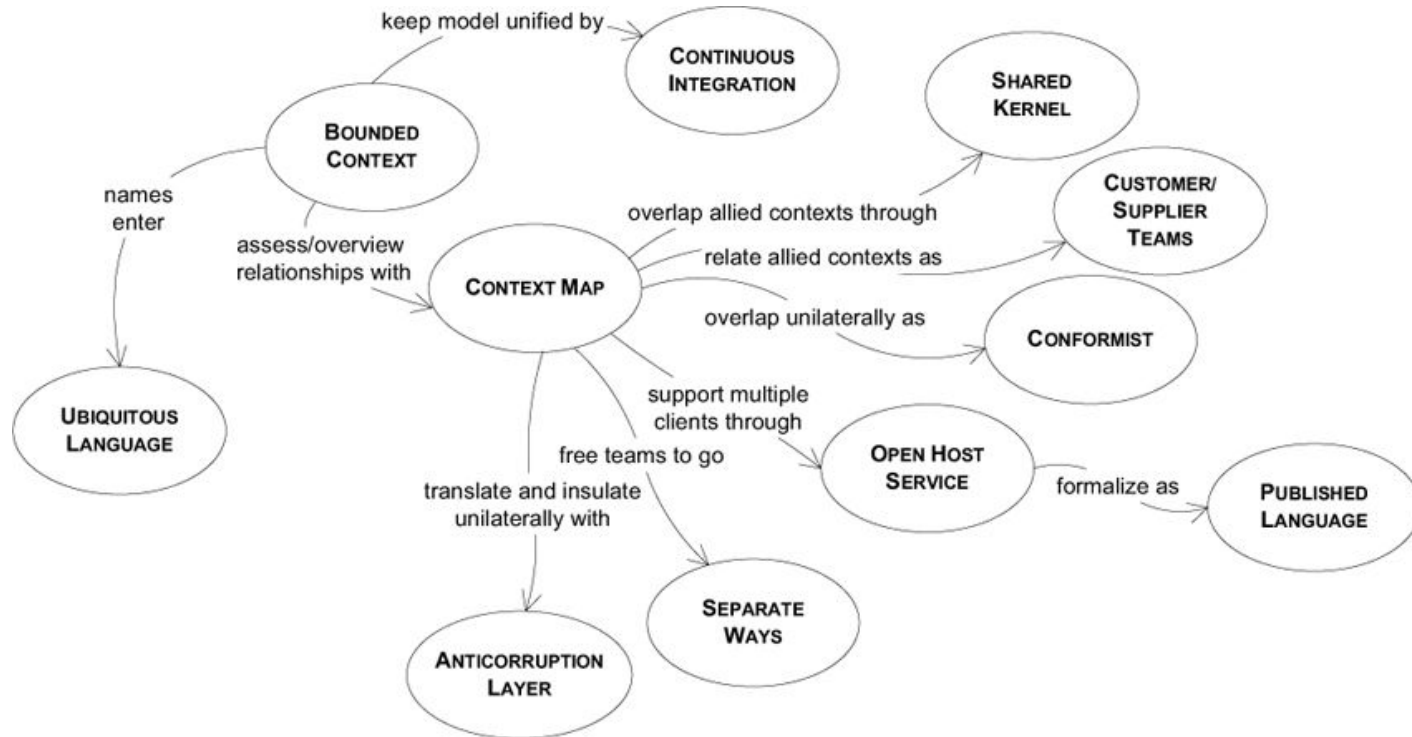 keep model unified by
CONTINUOUS
INTEGRATION
SHARED
KERNEL
BOUNDED
CONTEXT
names
enter
assess/overview
relationships with
CONTEXT MAP
overlap allied contexts through
CUSTOMER/
SUPPLIER
TEAMS
relate allied contexts as
overlap unilaterally as
CONFORMIST
UBIQUITOUS
LANGUAGE
support multiple
clients through
OPEN HOST
SERVICE
formalize as
PUBLISHED
LANGUAGE
free teams to go
translate and insulate
unilaterally with
SEPARATE
WAYS
ANTICORRUPTION
LAYER